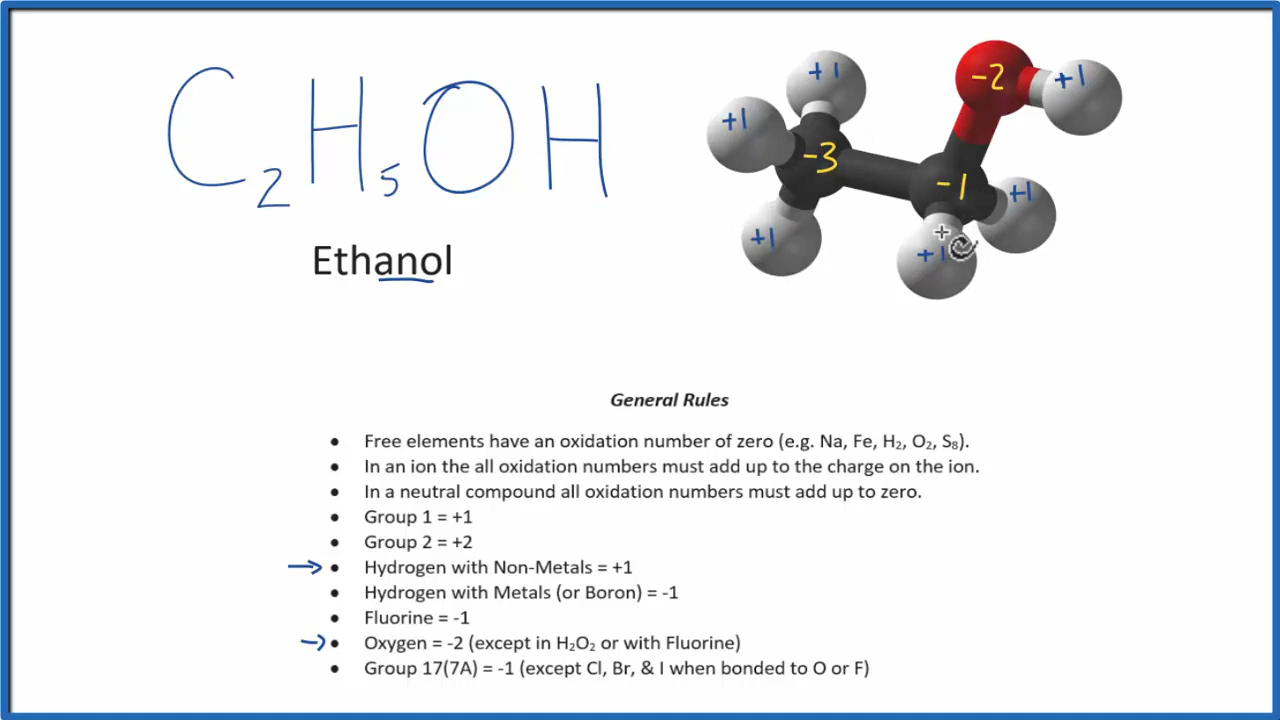 C₂H₅OH
Ethanol
+1
+1
-2
+1
-3
-1
+1
+1
+1
General Rules
• Free elements have an oxidation number of zero (e.g. Na, Fe, H₂, O₂, S₈).
• In an ion the all oxidation numbers must add up to the charge on the ion.
• In a neutral compound all oxidation numbers must add up to zero.
• Group 1 = +1
• Group 2 = +2
→ • Hydrogen with Non-Metals = +1
• Hydrogen with Metals (or Boron) = -1
• Fluorine = -1
→ • Oxygen = -2 (except in H₂O₂ or with Fluorine)
• Group 17(7A) = -1 (except Cl, Br, & I when bonded to O or F)